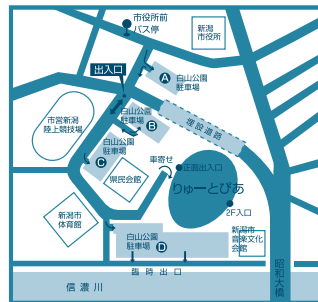 市役所前
バス停
新潟
市役所
出入口
A
白山公園
駐車場
白山公園
駐車場
B
埋設道路
市営新潟
陸上競技場
白山公園
駐車場
C
車寄せ
正面出入口
県民会館
りゅーとぴあ
2F入口
新潟市
体育館
新潟市
音楽文化
会館
白山公園
駐車場
D
臨時出口
昭和大橋
信濃川